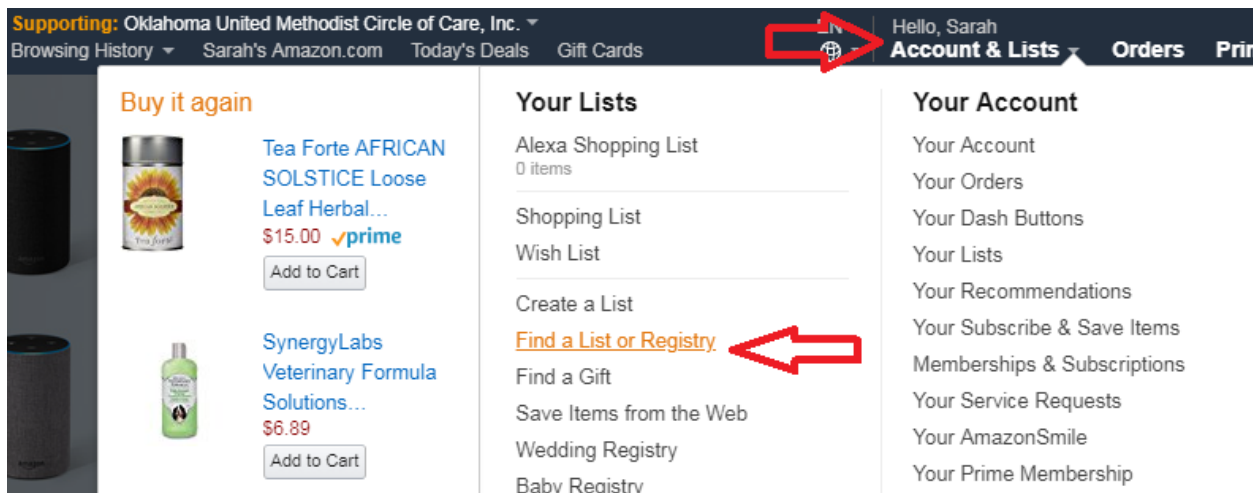 Supporting: Oklahoma United Methodist Circle of Care, Inc.
EN
Hello, Sarah
Browsing History Sarah's Amazon.com Today's Deals Gift Cards
Account & Lists Orders
Buy it again
Tea Forte AFRICAN
SOLSTICE Loose
Leaf Herbal...
$15.00 prime
Add to Cart
SynergyLabs
Veterinary Formula
Solutions...
$6.89
Add to Cart
Your Lists
Alexa Shopping List
0 items
Shopping List
Wish List
Create a List
Find a List or Registry
Find a Gift
Save Items from the Web
Wedding Registry
Baby Registry
Your Account
Your Account
Your Orders
Your Dash Buttons
Your Lists
Your Recommendations
Your Subscribe & Save Items
Memberships & Subscriptions
Your Service Requests
Your AmazonSmile
Your Prime Membership